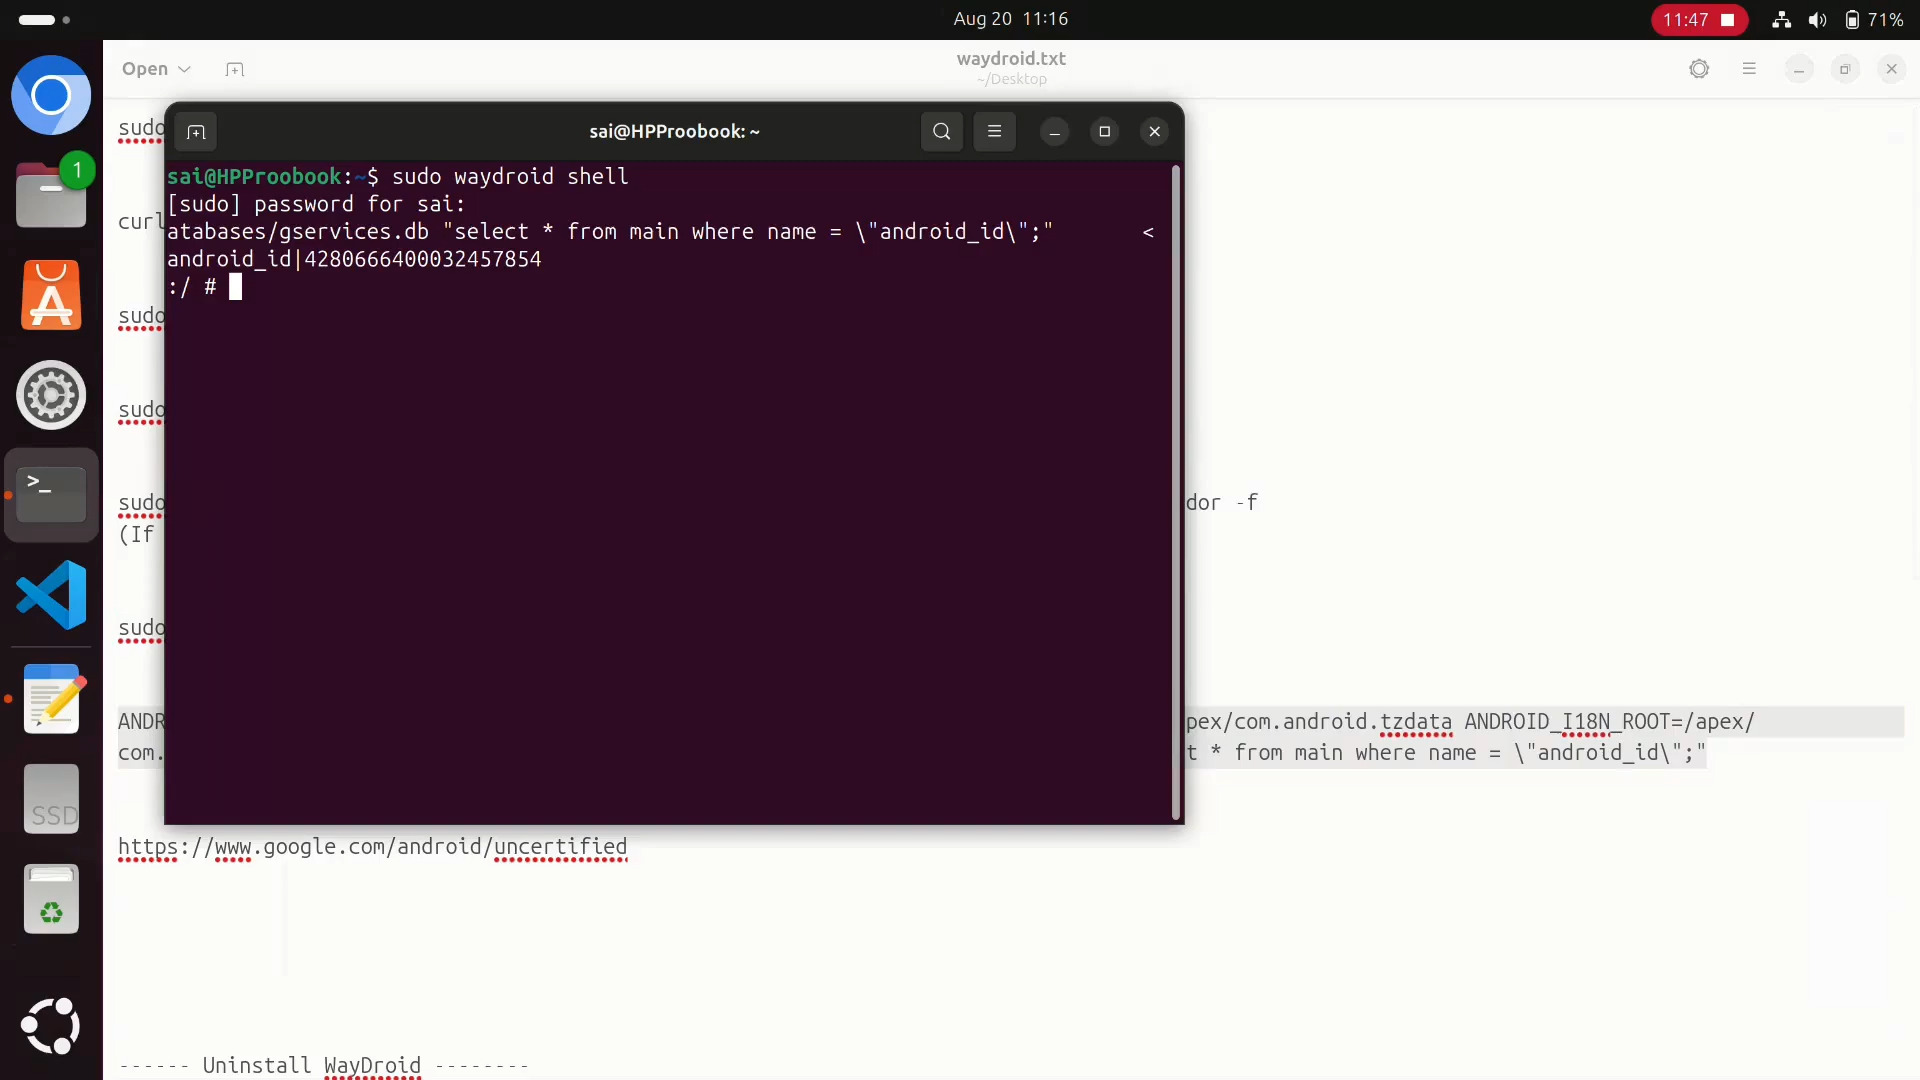 Aug 20 11:16
11:47
71%
Open
waydroid.txt
~/Desktop
sai@HPProobook: ~
sai@HPProobook:~$ sudo waydroid shell
[sudo] password for sai:
atabases/gservices.db "select * from main where name = \"android_id\";" <
android_id|4280666400032457854
:/ #
1
>_
SSD
sudo
curl
sudo
sudo
sudo
dor -f
(If
sudo
ANDR
pex/com.android.tzdata ANDROID_I18N_ROOT=/apex/
com.
t * from main where name = \"android_id\";"
https://www.google.com/android/uncertified
------ Uninstall WayDroid --------